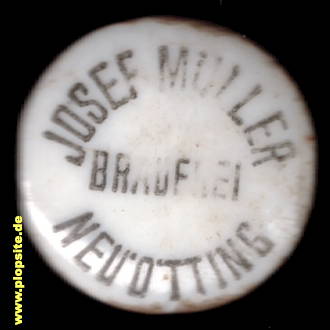 JOSEF MÜLLER
BRAUEREI
NEUÖTTING
www.plopsite.de